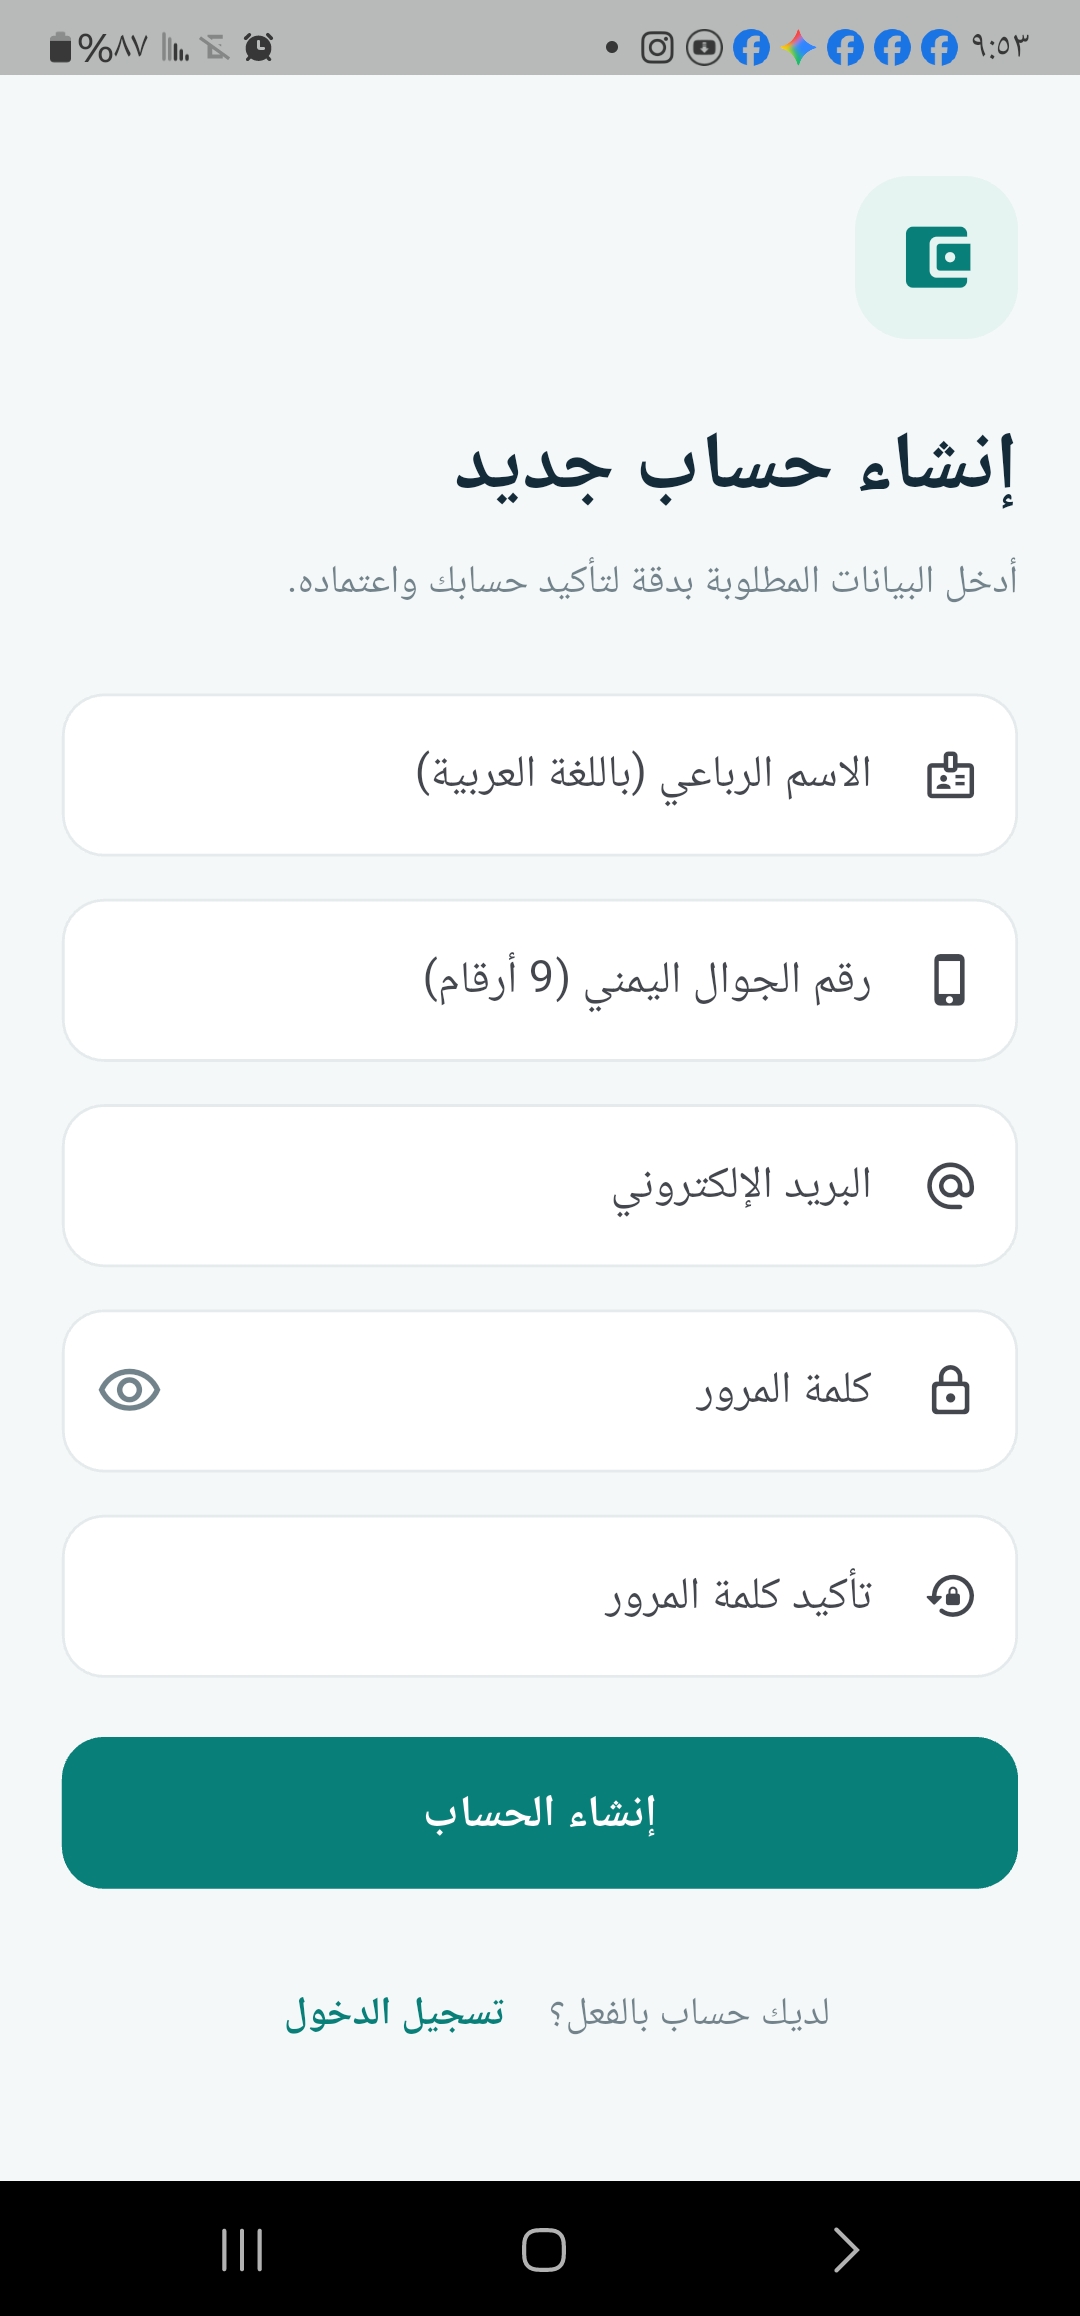 ٩:٥٣
%٨٧
إنشاء حساب جديد
أدخل البيانات المطلوبة بدقة لتأكيد حسابك واعتماده.
الاسم الرباعي (باللغة العربية)
رقم الجوال اليمني (9 أرقام)
البريد الإلكتروني
كلمة المرور
تأكيد كلمة المرور
إنشاء الحساب
لديك حساب بالفعل؟ تسجيل الدخول